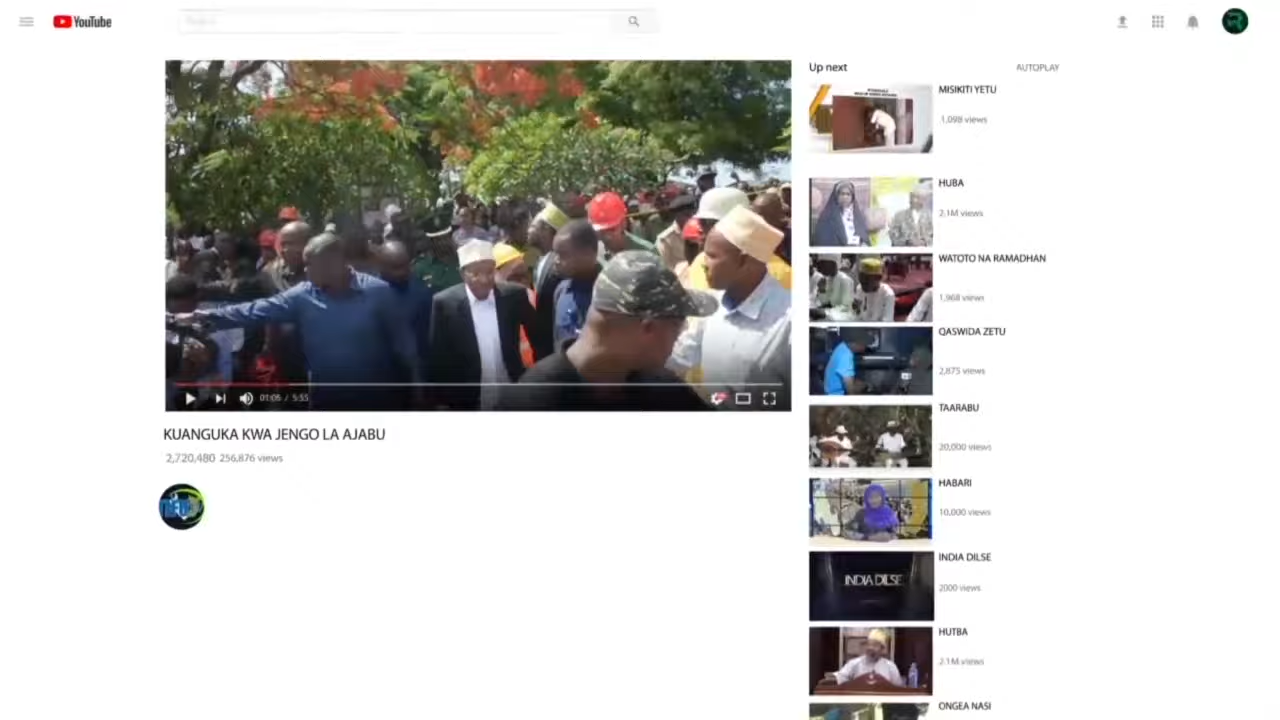 YouTube
Up next
AUTOPLAY
MISIKITI YETU
1,098 views
HUBA
2.1M views
WATOTO NA RAMADHAN
1,968 views
QASWIDA ZETU
2,875 views
TAARABU
20,000 views
HABARI
10,000 views
INDIA DILSE
INDIA DILSE
2000 views
HUTBA
2.1M views
ONGEA NASI
01:06 / 5:55
KUANGUKA KWA JENGO LA AJABU
2,720,480 256,876 views